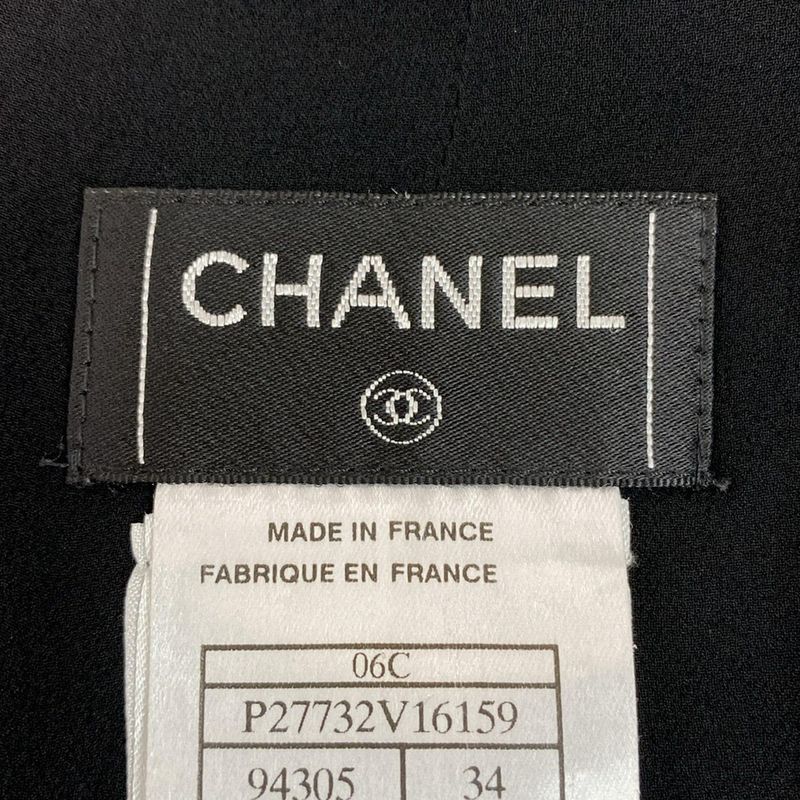 CHANEL
MADE IN FRANCE
FABRIQUE EN FRANCE
06C
P27732V16159
94305 34